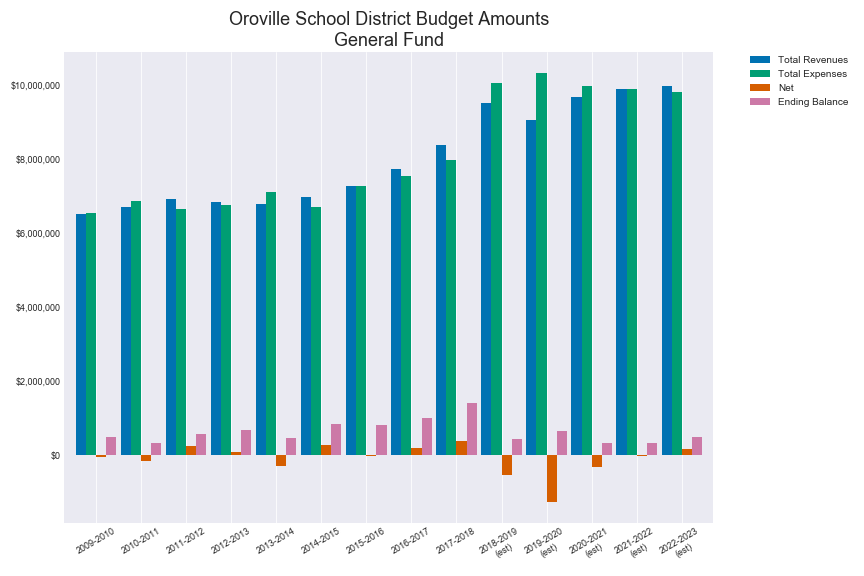 Oroville School District Budget Amounts
General Fund
Total Revenues
Total Expenses
Net
Ending Balance
$10,000,000
$8,000,000
$6,000,000
$4,000,000
$2,000,000
$0
2009-2010
2010-2011
2011-2012
2012-2013
2013-2014
2014-2015
2015-2016
2016-2017
2017-2018
2018-2019
(est)
2019-2020
(est)
2020-2021
(est)
2021-2022
(est)
2022-2023
(est)